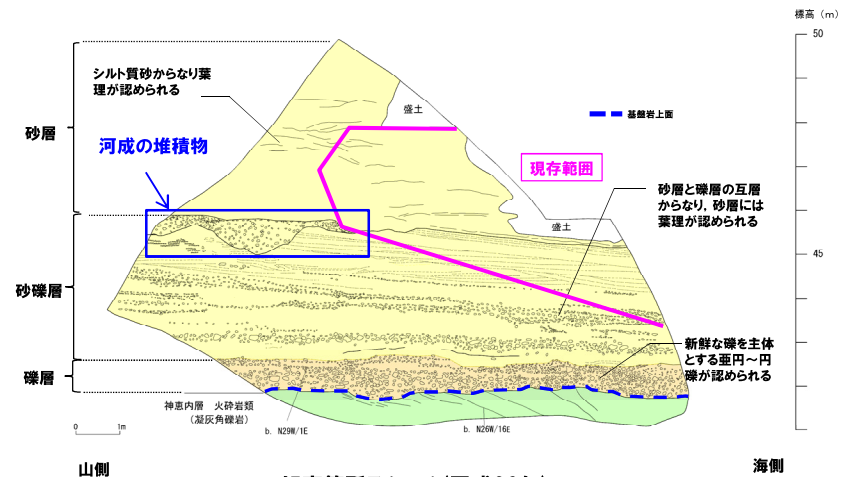 標高（m）
50
シルト質砂からなり葉
理が認められる
盛土
基盤岩上面
砂層
河成の堆積物
現存範囲
砂層と礫層の互層
からなり，砂層には
葉理が認められる
盛土
45
砂礫層
新鮮な礫を主体
とする亜円～円
礫が認められる
礫層
神恵内層　火砕岩類
（凝灰角礫岩）
b. N29W/1E
b. N26W/16E
0　1m
山側
海側